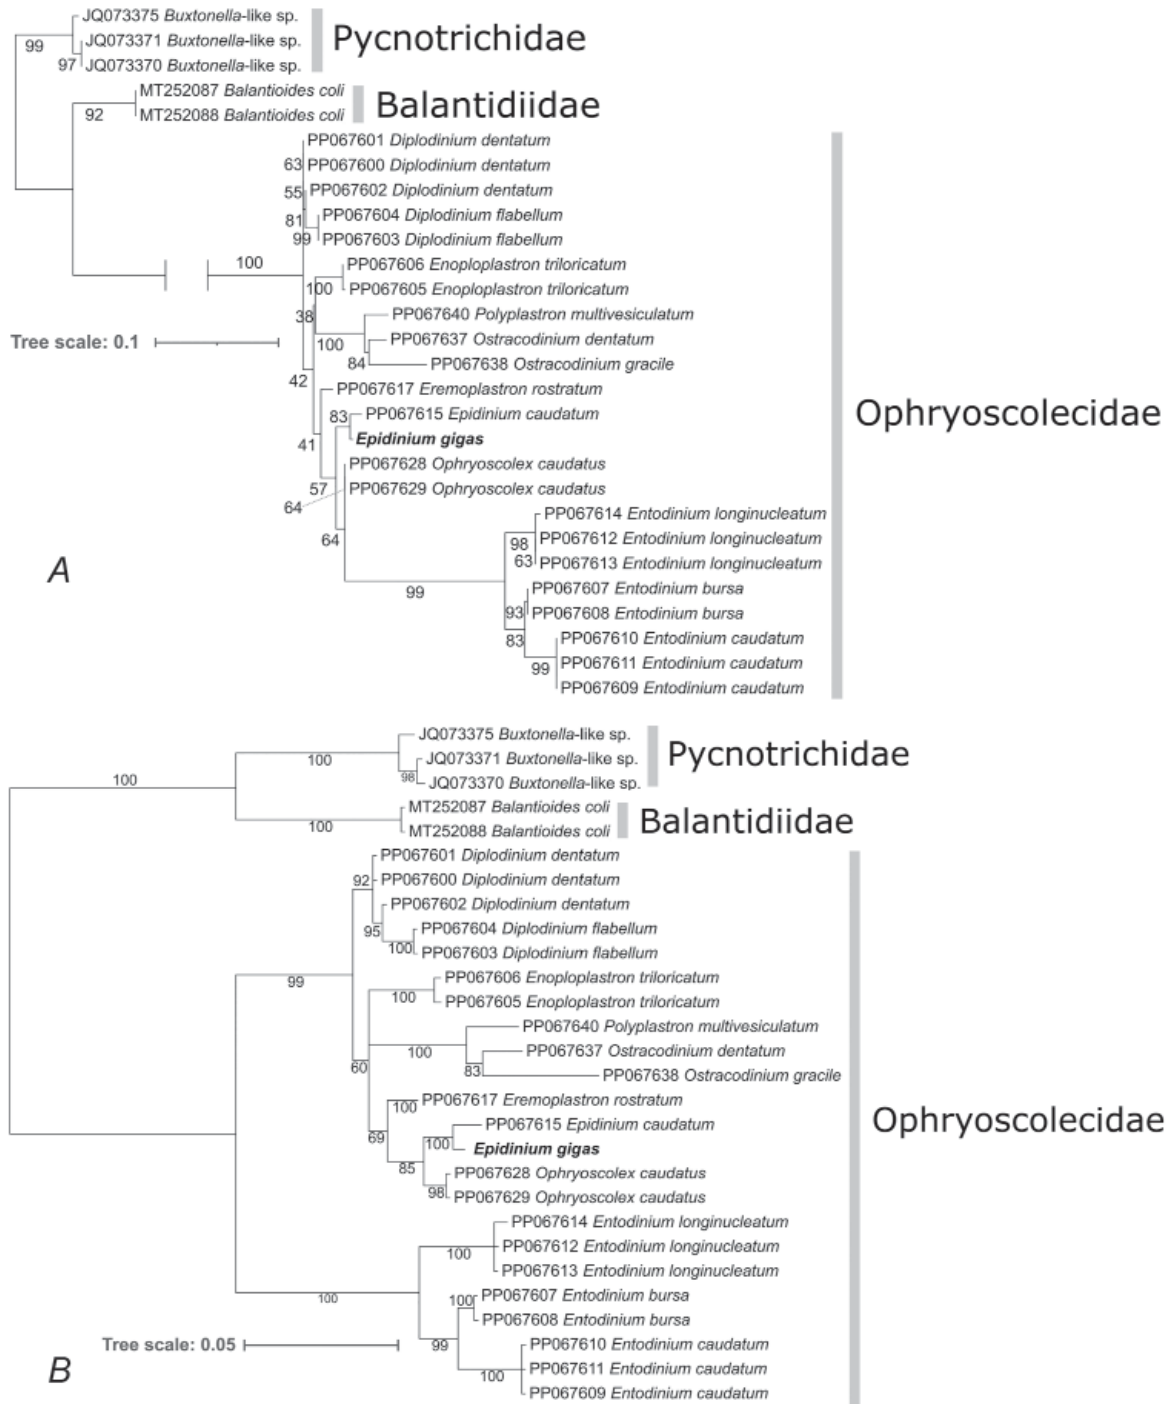 JQ073375 Buxtonella-like sp.
99
JQ073371 Buxtonella-like sp.
97
JQ073370 Buxtonella-like sp.
Pycnotrichidae
MT252087 Balantioides coli
92
MT252088 Balantioides coli
Balantidiidae
PP067601 Diplodinium dentatum
63
PP067600 Diplodinium dentatum
55
PP067602 Diplodinium dentatum
81
PP067604 Diplodinium flabellum
99
PP067603 Diplodinium flabellum
100
PP067606 Enoploplastron triloricatum
100
PP067605 Enoploplastron triloricatum
38
PP067640 Polyplastron multivesiculatum
100
PP067637 Ostracodinium dentatum
84
PP067638 Ostracodinium gracile
Tree scale: 0.1
42
PP067617 Eremoplastron rostratum
83
PP067615 Epidinium caudatum
Epidinium gigas
41
PP067628 Ophryoscolex caudatus
57
PP067629 Ophryoscolex caudatus
64
64
PP067614 Entodinium longinucleatum
98
PP067612 Entodinium longinucleatum
63
PP067613 Entodinium longinucleatum
99
PP067607 Entodinium bursa
93
PP067608 Entodinium bursa
83
PP067610 Entodinium caudatum
99
PP067611 Entodinium caudatum
PP067609 Entodinium caudatum
Ophryoscolecidae
A
JQ073375 Buxtonella-like sp.
100
JQ073371 Buxtonella-like sp.
98
JQ073370 Buxtonella-like sp.
Pycnotrichidae
100
MT252087 Balantioides coli
100
MT252088 Balantioides coli
Balantidiidae
PP067601 Diplodinium dentatum
92
PP067600 Diplodinium dentatum
PP067602 Diplodinium dentatum
95
PP067604 Diplodinium flabellum
100
PP067603 Diplodinium flabellum
99
PP067606 Enoploplastron triloricatum
100
PP067605 Enoploplastron triloricatum
PP067640 Polyplastron multivesiculatum
100
PP067637 Ostracodinium dentatum
60
83
PP067638 Ostracodinium gracile
100
PP067617 Eremoplastron rostratum
PP067615 Epidinium caudatum
69
100
Epidinium gigas
85
PP067628 Ophryoscolex caudatus
98
PP067629 Ophryoscolex caudatus
PP067614 Entodinium longinucleatum
100
PP067612 Entodinium longinucleatum
PP067613 Entodinium longinucleatum
100
100
PP067607 Entodinium bursa
PP067608 Entodinium bursa
99
PP067610 Entodinium caudatum
100
PP067611 Entodinium caudatum
PP067609 Entodinium caudatum
Ophryoscolecidae
Tree scale: 0.05
B